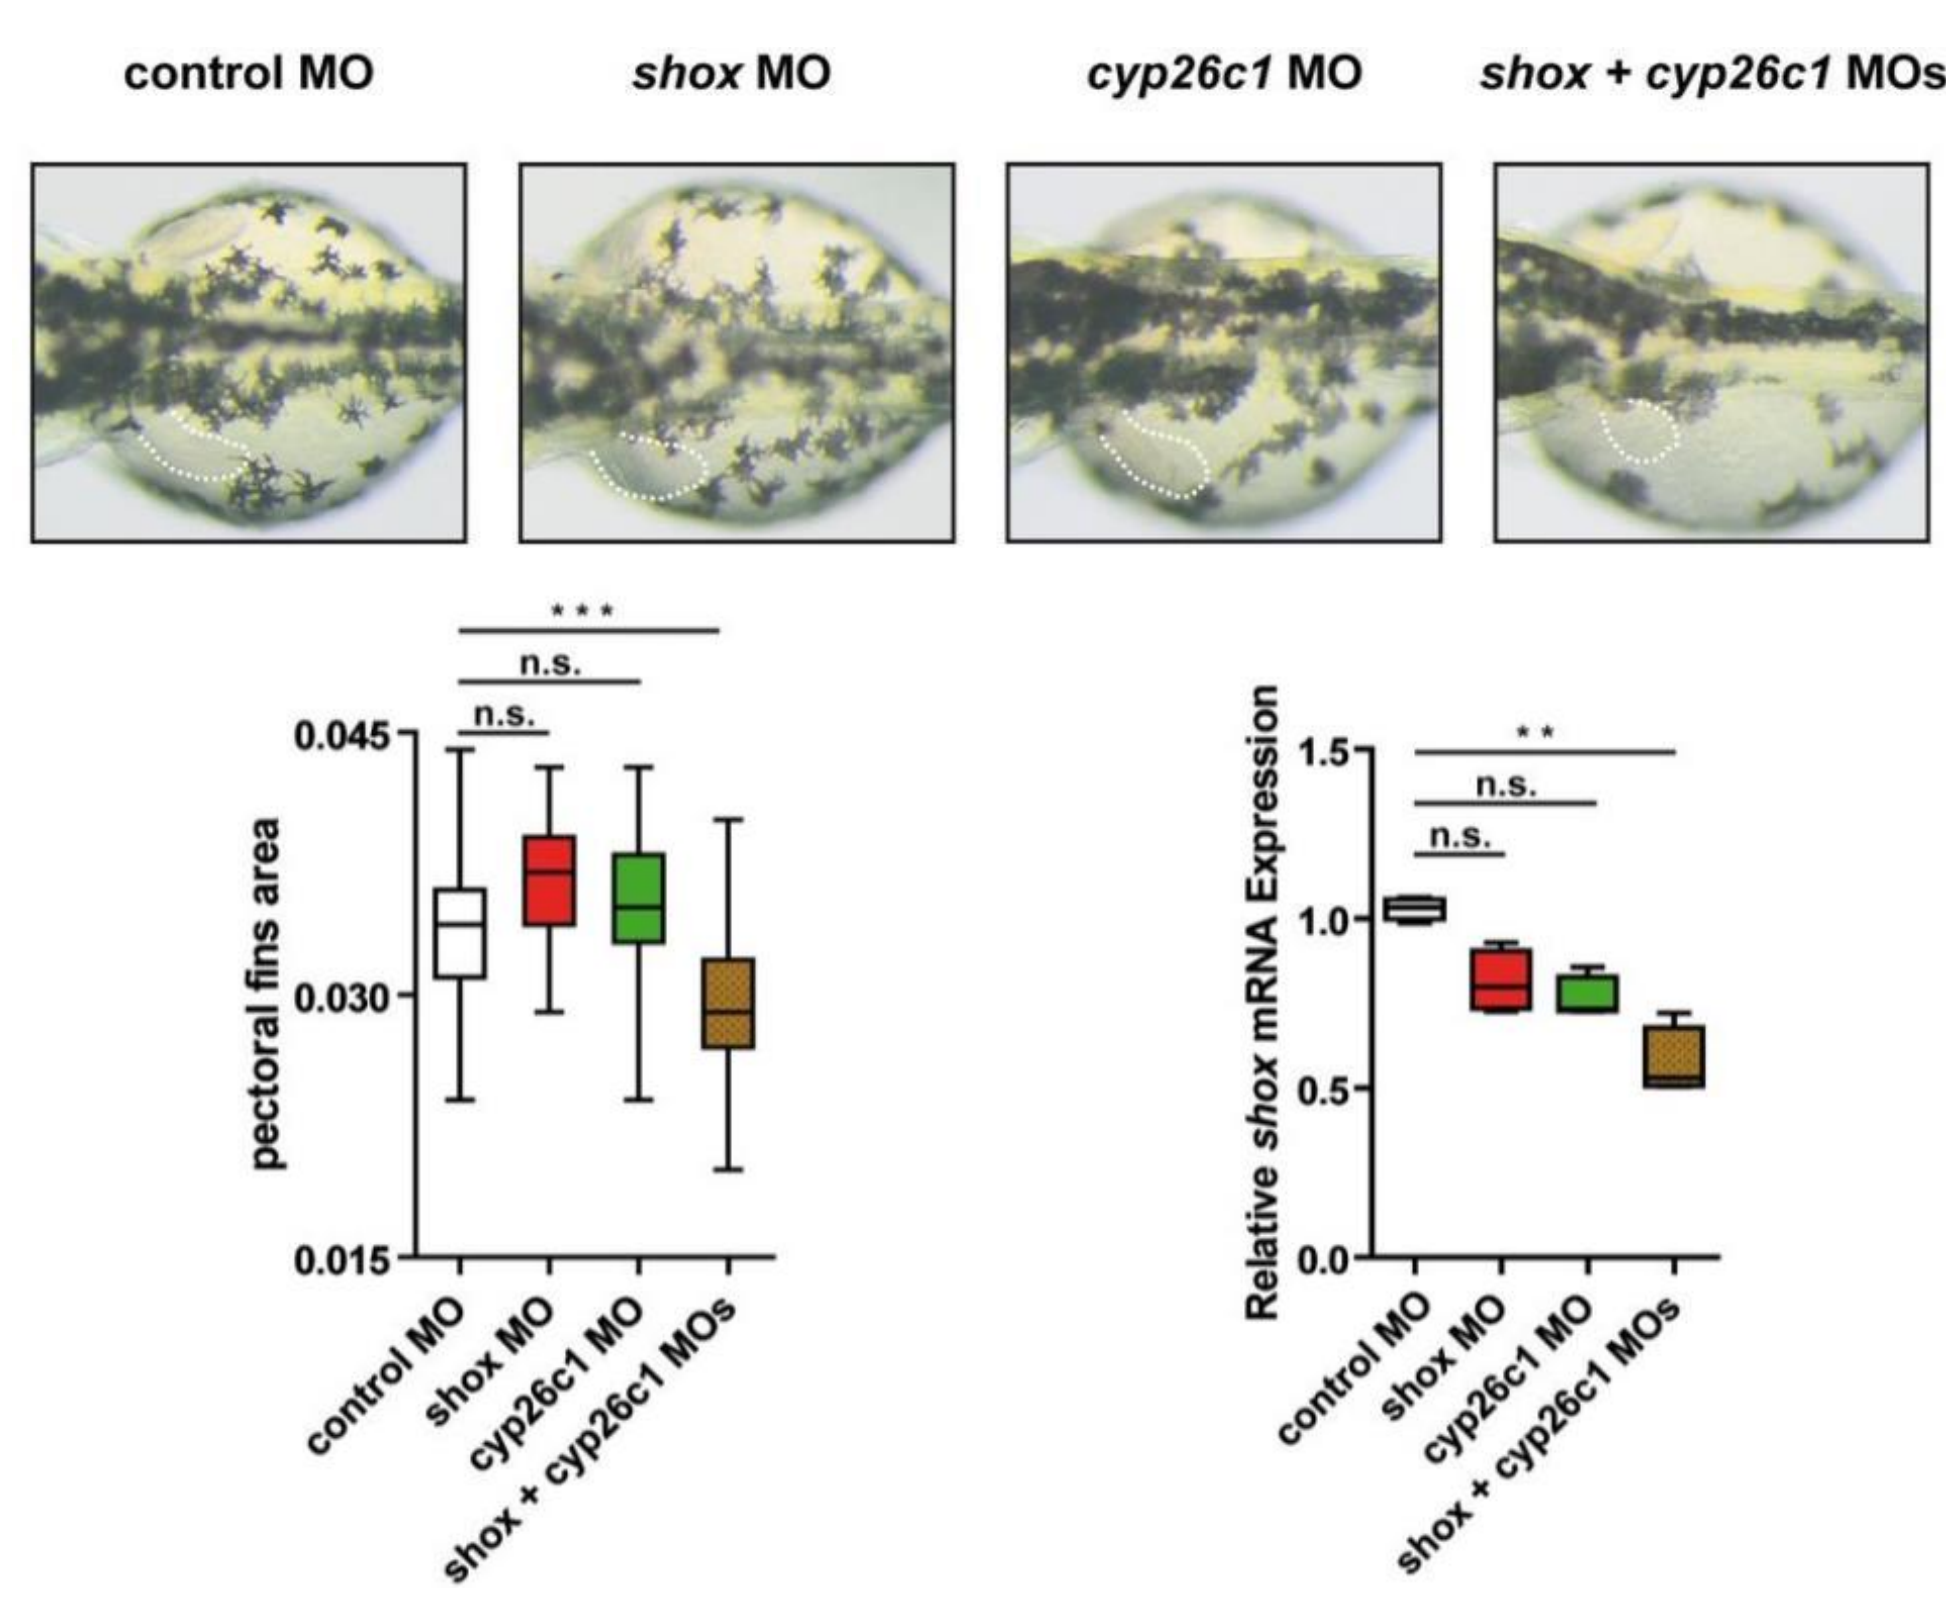 control MO
shox MO
cyp26c1 MO
shox + cyp26c1 MOs
* * *
n.s.
n.s.
0.045
0.030
0.015
pectoral fins area
control MO
shox MO
cyp26c1 MO
shox + cyp26c1 MOs
* *
n.s.
n.s.
1.5
1.0
0.5
0.0
Relative shox mRNA Expression
control MO
shox MO
cyp26c1 MO
shox + cyp26c1 MOs